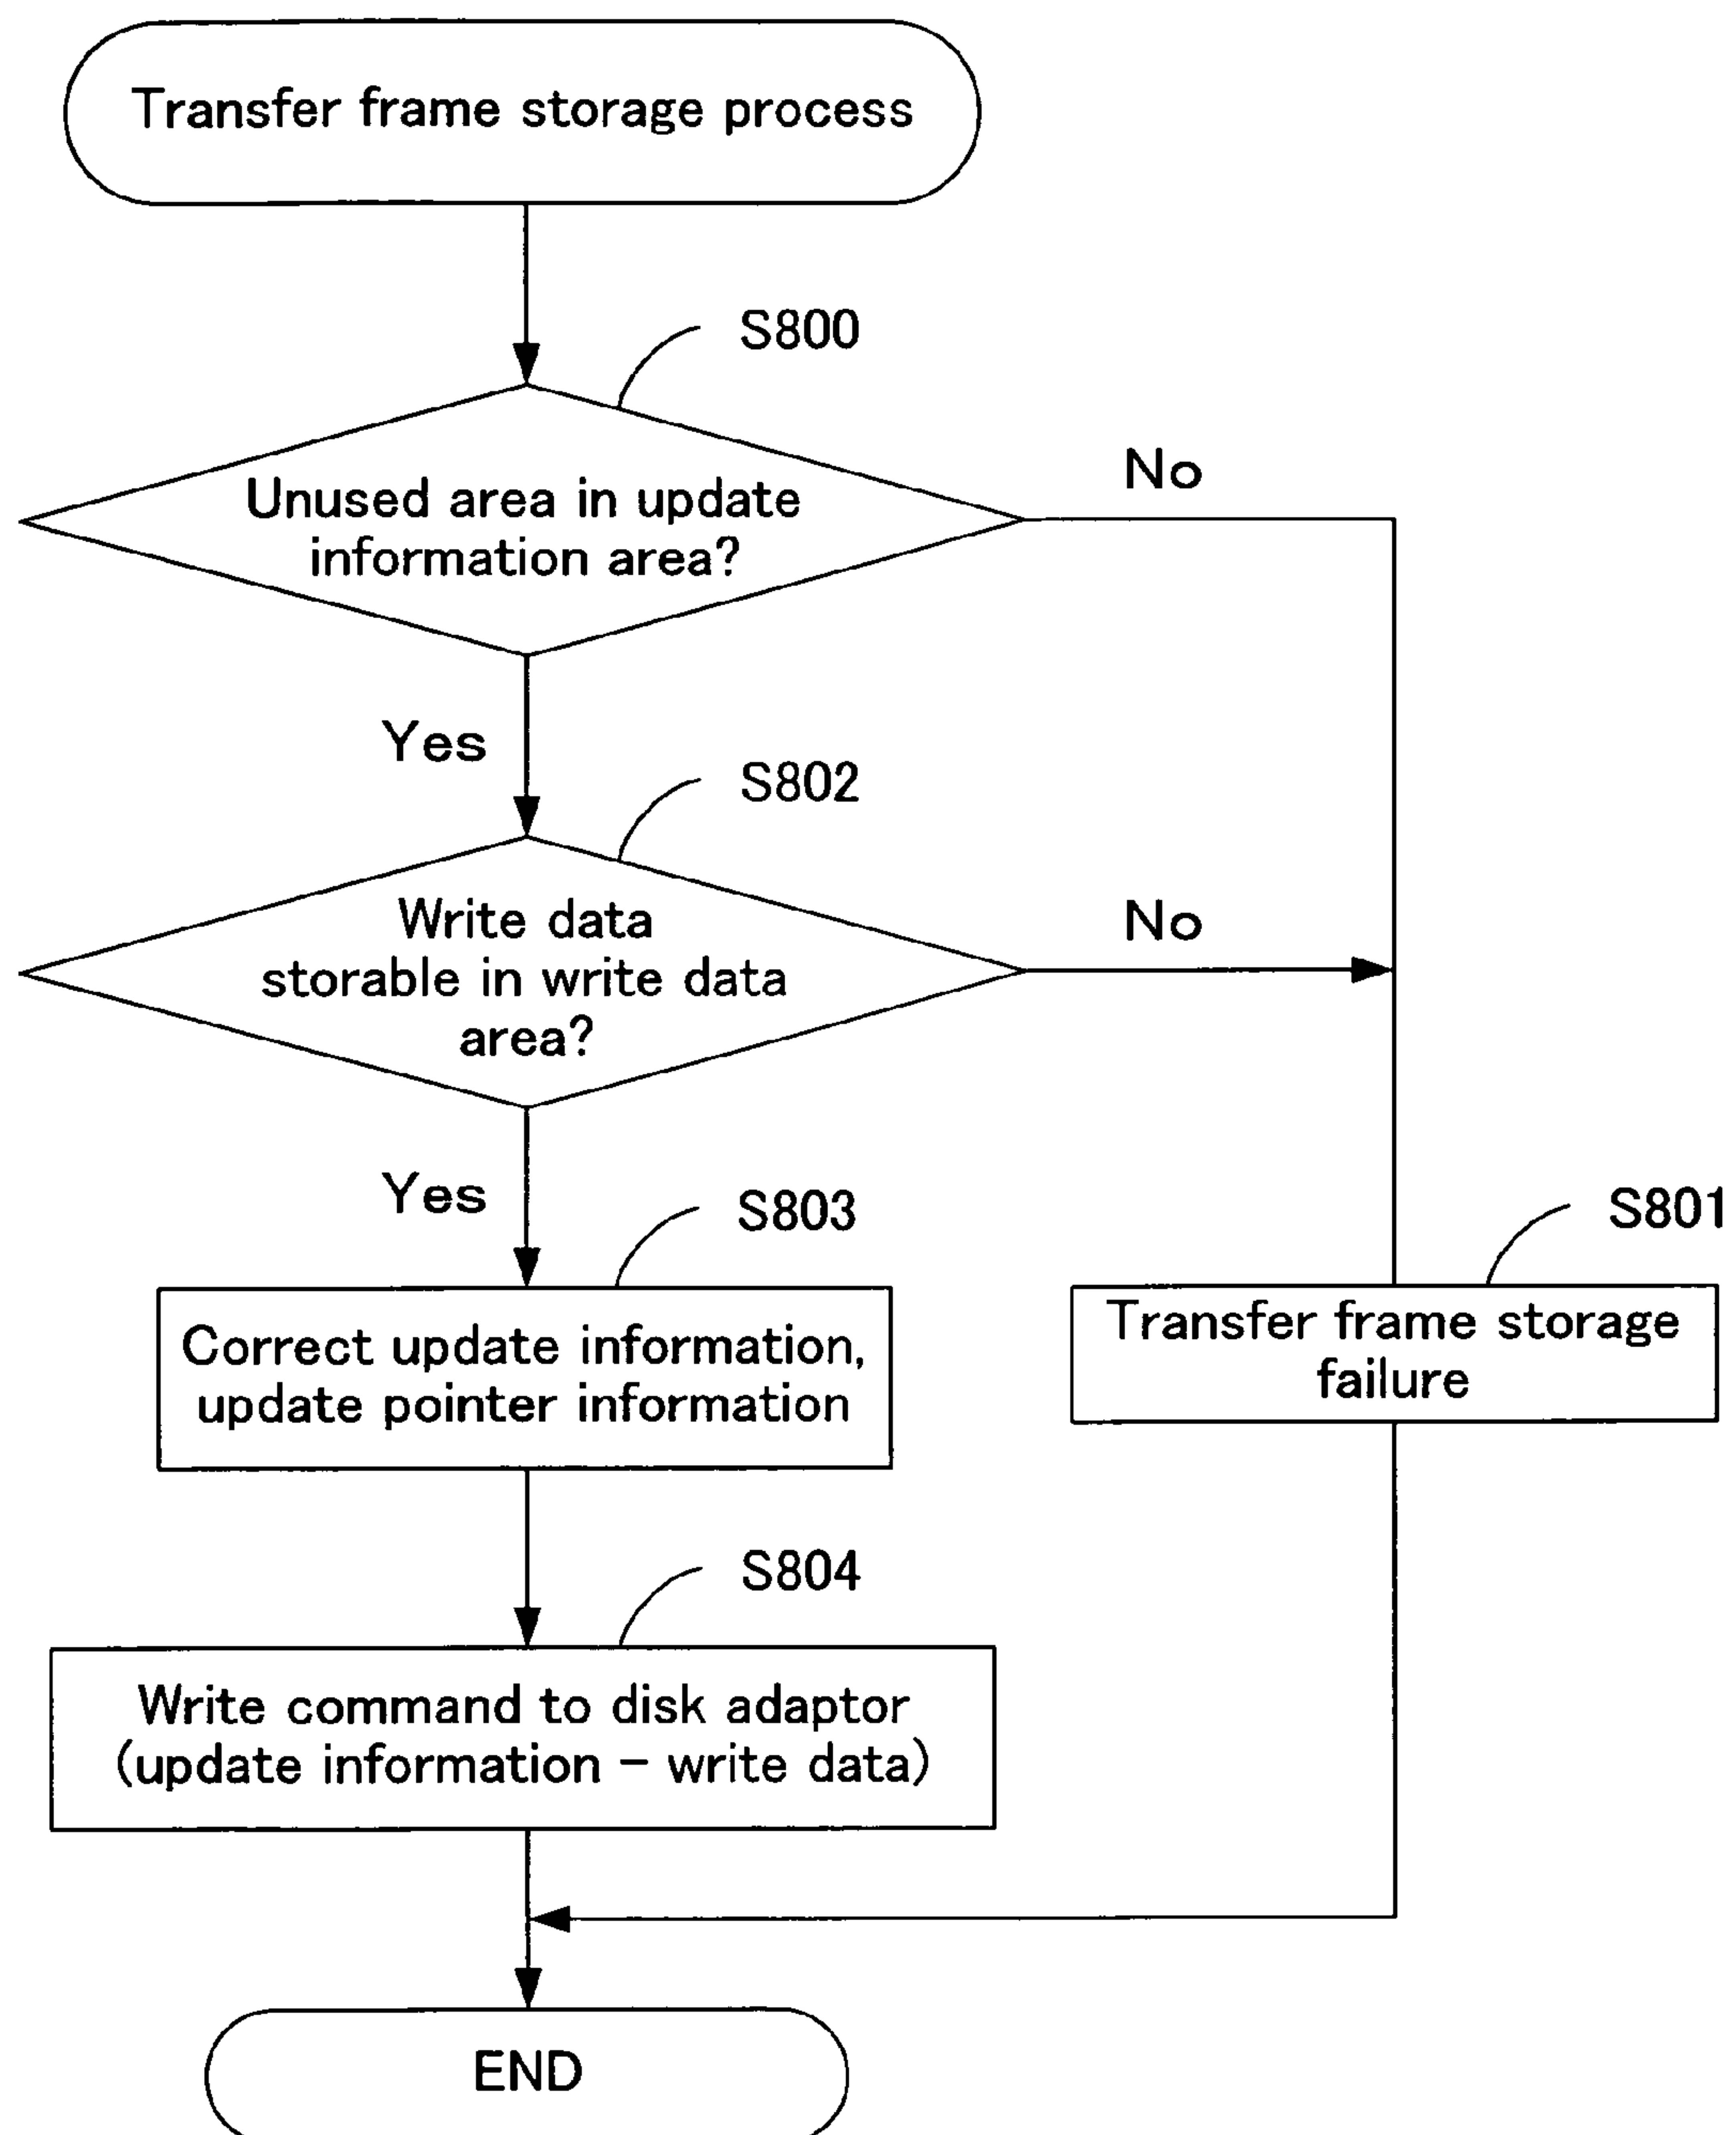 Transfer frame storage process
S800
Unused area in update
information area?
No
Yes
S802
Write data
storable in write data
area?
No
Yes
S803
Correct update information,
update pointer information
S801
Transfer frame storage
failure
S804
Write command to disk adaptor
(update information – write data)
END